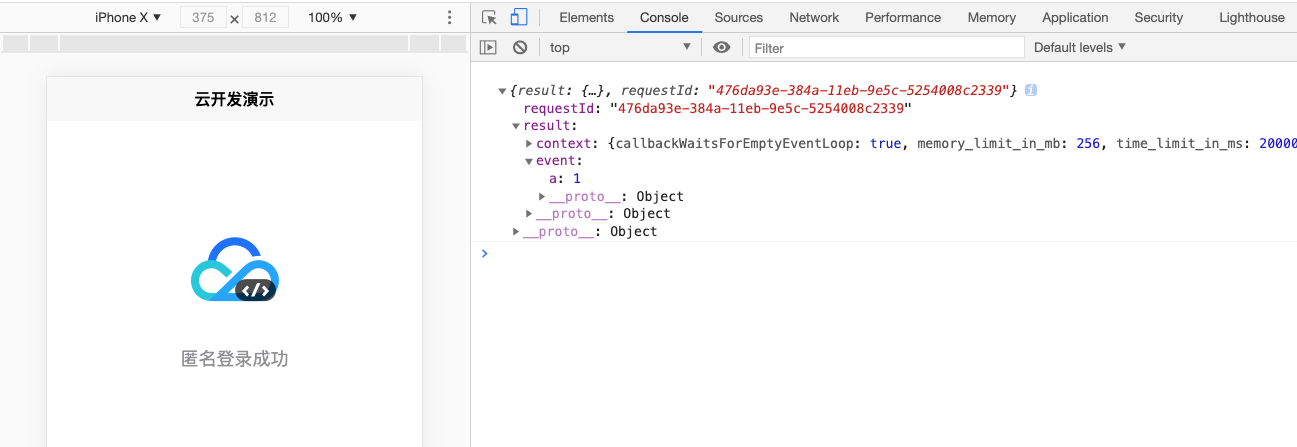 iPhone X ▼ 375 × 812 100% ▼
Elements Console Sources Network Performance Memory Application Security Lighthouse
top ▼ Filter Default levels ▼
云开发演示
</>
匿名登录成功
▼{result: {…}, requestId: "476da93e-384a-11eb-9e5c-5254008c2339"} i
requestId: "476da93e-384a-11eb-9e5c-5254008c2339"
▼result:
▶context: {callbackWaitsForEmptyEventLoop: true, memory_limit_in_mb: 256, time_limit_in_ms: 20000
▼event:
a: 1
▶__proto__: Object
▶__proto__: Object
▶__proto__: Object